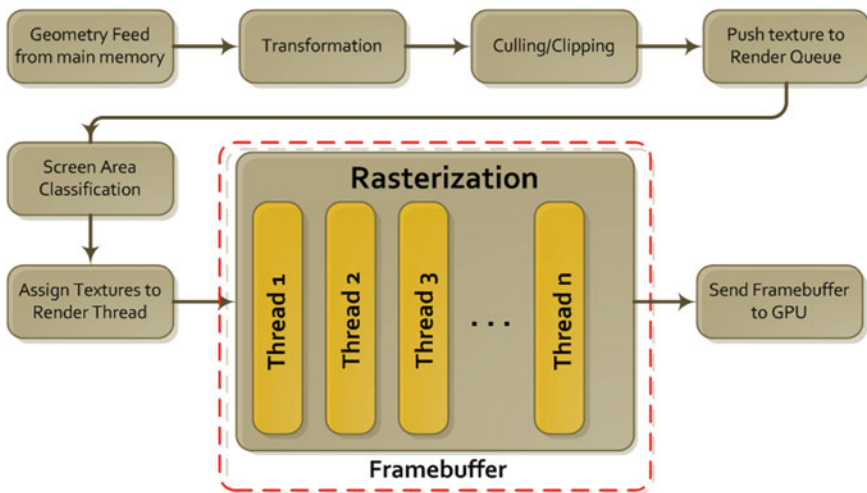 Geometry Feed
from main memory
Transformation
Culling/Clipping
Push texture to
Render Queue
Screen Area
Classification
Assign Textures to
Render Thread
Rasterization
Thread 1
Thread 2
Thread 3
...
Thread n
Framebuffer
Send Framebuffer
to GPU